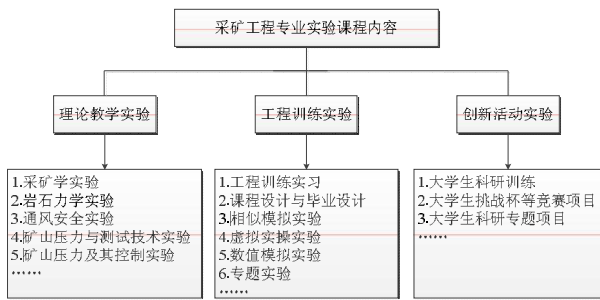 采矿工程专业实验课程内容
理论教学实验
工程训练实验
创新活动实验
1.采矿学实验
2.岩石力学实验
3.通风安全实验
4.矿山压力与测试技术实验
5.矿山压力及其控制实验
……
1.工程训练实习
2.课程设计与毕业设计
3.相似模拟实验
4.虚拟实操实验
5.数值模拟实验
6.专题实验
……
1.大学生科研训练
2.大学生挑战杯等竞赛项目
3.大学生科研专题项目
……